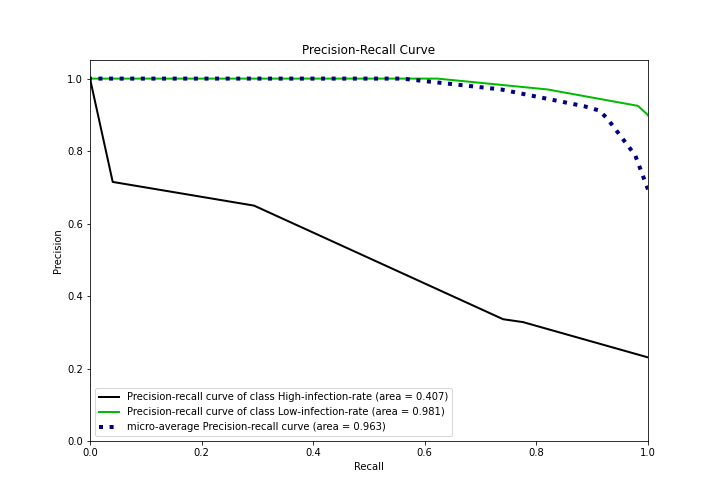 Precision-Recall Curve
1.0
0.8
0.6
0.4
0.2
0.0
Precision
Precision-recall curve of class High-infection-rate (area = 0.407)
Precision-recall curve of class Low-infection-rate (area = 0.981)
micro-average Precision-recall curve (area = 0.963)
0.0 0.2 0.4 0.6 0.8 1.0
Recall